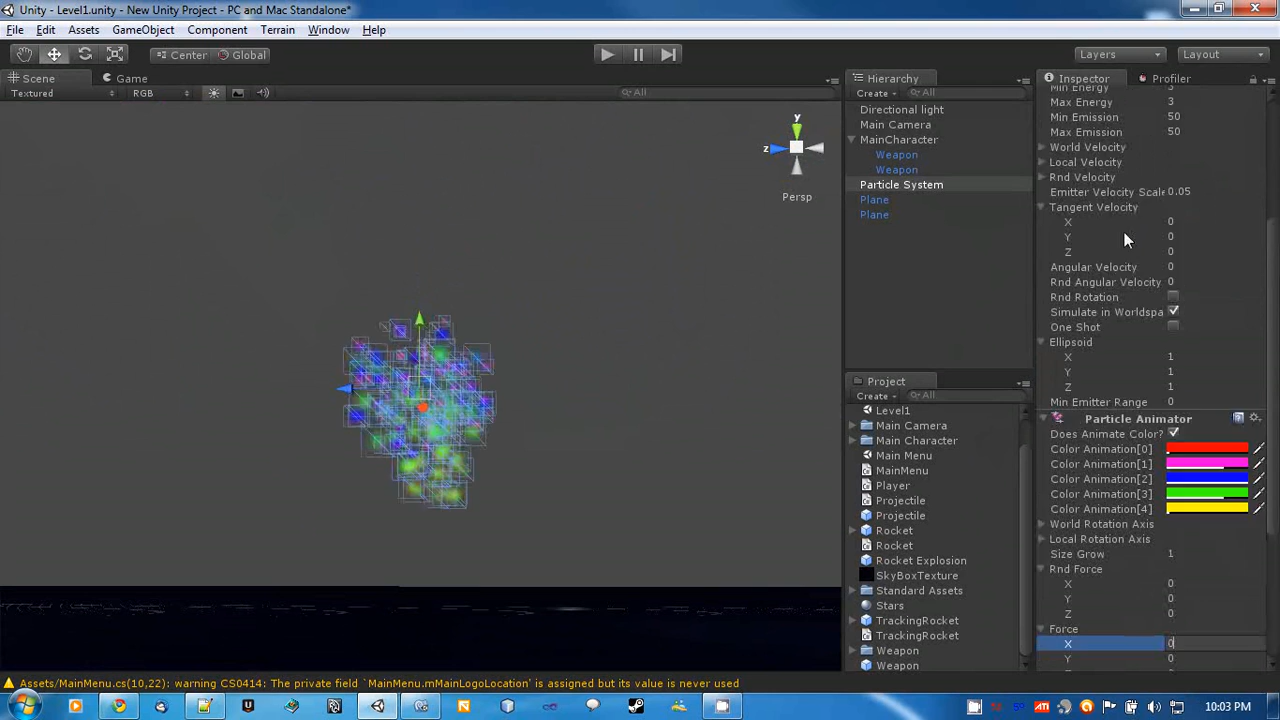 Unity - Level1.unity - New Unity Project - PC and Mac Standalone*
File Edit Assets GameObject Component Terrain Window Help
Center Global Layers Layout
Scene Game
Textured RGB All
y
z
Persp
Hierarchy
Create All
Directional light
Main Camera
MainCharacter
Weapon
Weapon
Particle System
Plane
Plane
Project
Create All
Level1
Main Camera
Main Character
Main Menu
MainMenu
Player
Projectile
Projectile
Rocket
Rocket
Rocket Explosion
SkyBoxTexture
Standard Assets
Stars
TrackingRocket
TrackingRocket
Weapon
Weapon
Inspector Profiler
Min Energy 3
Max Energy 3
Min Emission 50
Max Emission 50
World Velocity
Local Velocity
Rnd Velocity
Emitter Velocity Scale 0.05
Tangent Velocity
X 0
Y 0
Z 0
Angular Velocity 0
Rnd Angular Velocity 0
Rnd Rotation
Simulate in Worldspa
One Shot
Ellipsoid
X 1
Y 1
Z 1
Min Emitter Range 0
Particle Animator
Does Animate Color?
Color Animation[0]
Color Animation[1]
Color Animation[2]
Color Animation[3]
Color Animation[4]
World Rotation Axis
Local Rotation Axis
Size Grow 1
Rnd Force
X 0
Y 0
Z 0
Force
X 0
Y 0
Assets/MainMenu.cs(10,22): warning CS0414: The private field `MainMenu.mMainLogoLocation' is assigned but its value is never used
10:03 PM